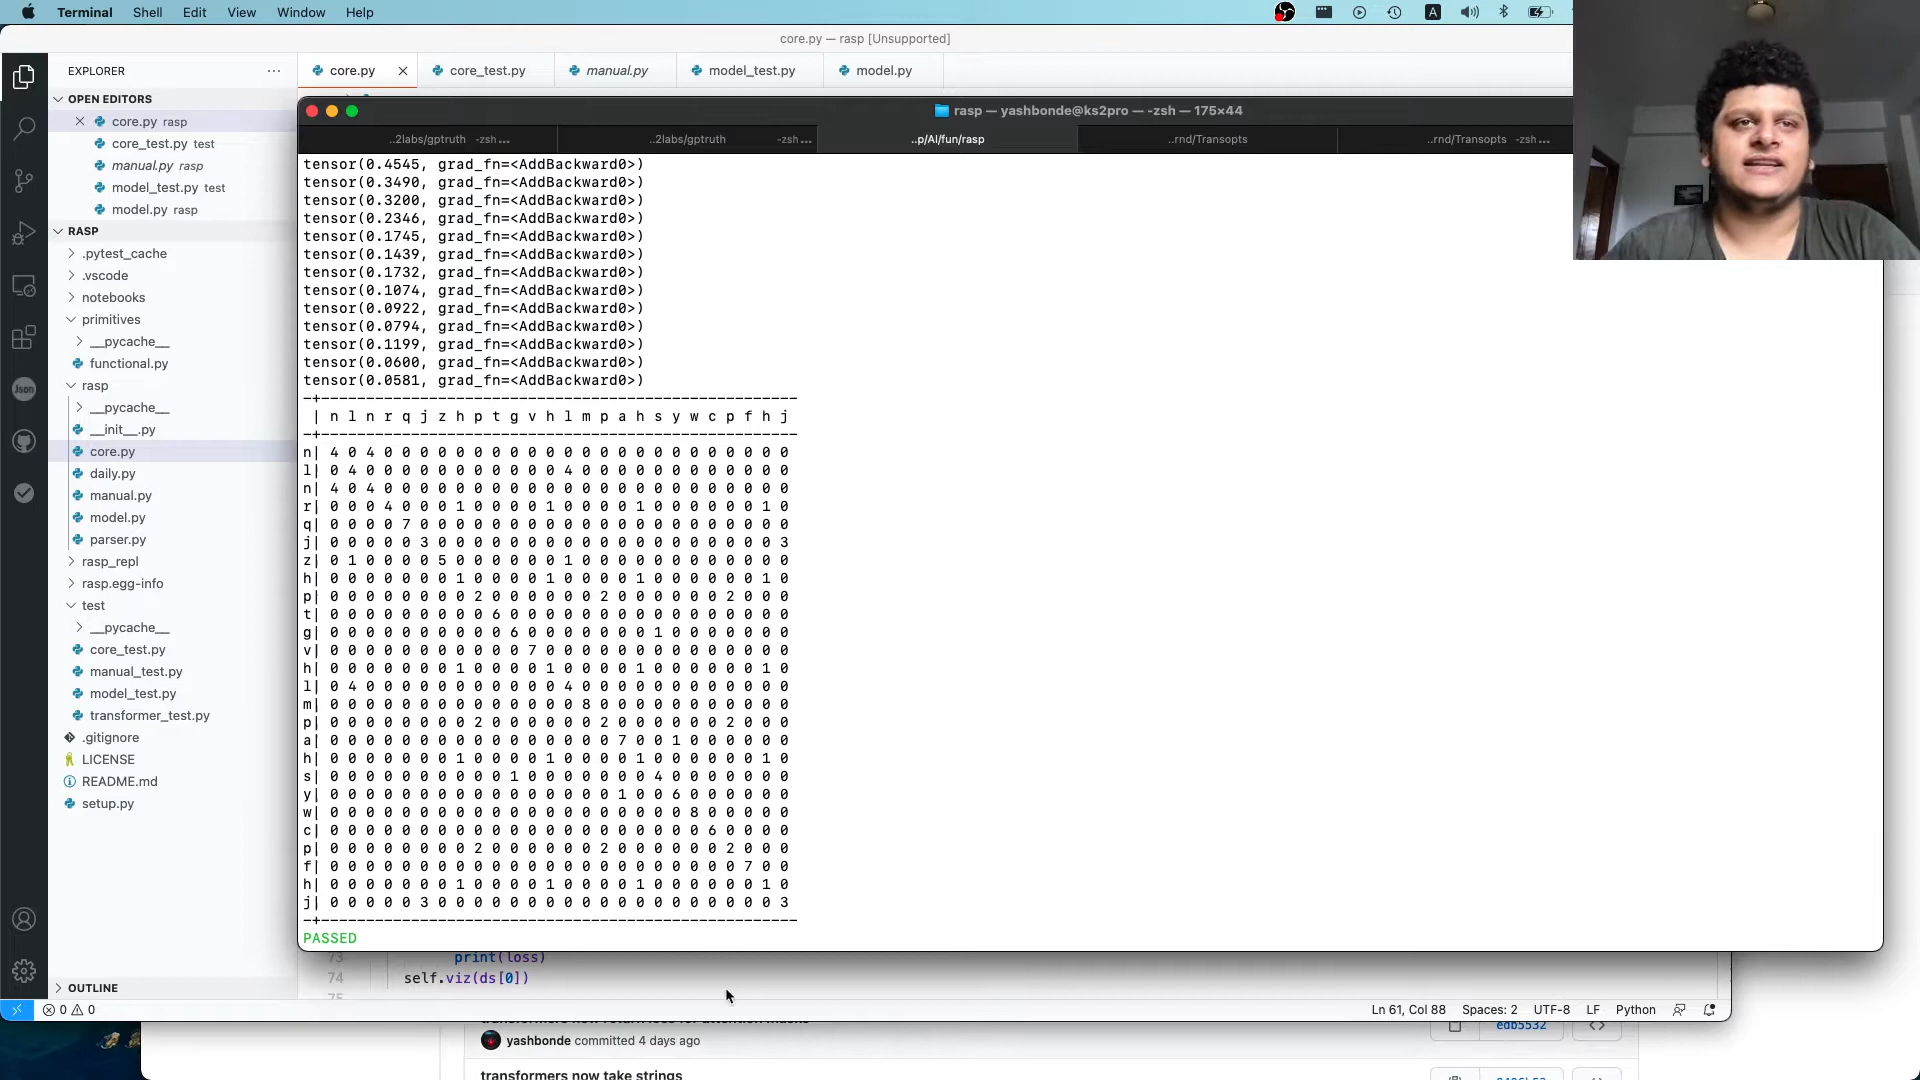 Terminal Shell Edit View Window Help
A
core.py — rasp [Unsupported]
EXPLORER
core.py
core_test.py
manual.py
model_test.py
model.py
OPEN EDITORS
core.py rasp
core_test.py test
manual.py rasp
model_test.py test
model.py rasp
RASP
.pytest_cache
.vscode
notebooks
primitives
__pycache__
functional.py
rasp
__pycache__
__init__.py
core.py
daily.py
manual.py
model.py
parser.py
rasp_repl
rasp.egg-info
test
__pycache__
core_test.py
manual_test.py
model_test.py
transformer_test.py
.gitignore
LICENSE
README.md
setup.py
OUTLINE
Json
rasp — yashbonde@ks2pro — -zsh — 175×44
..2labs/gptruth -zsh...
..2labs/gptruth -zsh...
..p/AI/fun/rasp
..rnd/Transopts
..rnd/Transopts -zsh...
tensor(0.4545, grad_fn=<AddBackward0>)
tensor(0.3490, grad_fn=<AddBackward0>)
tensor(0.3200, grad_fn=<AddBackward0>)
tensor(0.2346, grad_fn=<AddBackward0>)
tensor(0.1745, grad_fn=<AddBackward0>)
tensor(0.1439, grad_fn=<AddBackward0>)
tensor(0.1732, grad_fn=<AddBackward0>)
tensor(0.1074, grad_fn=<AddBackward0>)
tensor(0.0922, grad_fn=<AddBackward0>)
tensor(0.0794, grad_fn=<AddBackward0>)
tensor(0.1199, grad_fn=<AddBackward0>)
tensor(0.0600, grad_fn=<AddBackward0>)
tensor(0.0581, grad_fn=<AddBackward0>)
-+-----------------------------------------------------
 | n l n r q j z h p t g v h l m p a h s y w c p f h j
-+-----------------------------------------------------
n| 4 0 4 0 0 0 0 0 0 0 0 0 0 0 0 0 0 0 0 0 0 0 0 0 0 0
l| 0 4 0 0 0 0 0 0 0 0 0 0 0 4 0 0 0 0 0 0 0 0 0 0 0 0
n| 4 0 4 0 0 0 0 0 0 0 0 0 0 0 0 0 0 0 0 0 0 0 0 0 0 0
r| 0 0 0 4 0 0 0 1 0 0 0 0 1 0 0 0 0 1 0 0 0 0 0 0 1 0
q| 0 0 0 0 7 0 0 0 0 0 0 0 0 0 0 0 0 0 0 0 0 0 0 0 0 0
j| 0 0 0 0 0 3 0 0 0 0 0 0 0 0 0 0 0 0 0 0 0 0 0 0 0 3
z| 0 1 0 0 0 0 5 0 0 0 0 0 0 1 0 0 0 0 0 0 0 0 0 0 0 0
h| 0 0 0 0 0 0 0 1 0 0 0 0 1 0 0 0 0 1 0 0 0 0 0 0 1 0
p| 0 0 0 0 0 0 0 0 2 0 0 0 0 0 0 2 0 0 0 0 0 0 2 0 0 0
t| 0 0 0 0 0 0 0 0 0 6 0 0 0 0 0 0 0 0 0 0 0 0 0 0 0 0
g| 0 0 0 0 0 0 0 0 0 0 6 0 0 0 0 0 0 0 1 0 0 0 0 0 0 0
v| 0 0 0 0 0 0 0 0 0 0 0 7 0 0 0 0 0 0 0 0 0 0 0 0 0 0
h| 0 0 0 0 0 0 0 1 0 0 0 0 1 0 0 0 0 1 0 0 0 0 0 0 1 0
l| 0 4 0 0 0 0 0 0 0 0 0 0 0 4 0 0 0 0 0 0 0 0 0 0 0 0
m| 0 0 0 0 0 0 0 0 0 0 0 0 0 0 8 0 0 0 0 0 0 0 0 0 0 0
p| 0 0 0 0 0 0 0 0 2 0 0 0 0 0 0 2 0 0 0 0 0 0 2 0 0 0
a| 0 0 0 0 0 0 0 0 0 0 0 0 0 0 0 0 7 0 0 1 0 0 0 0 0 0
h| 0 0 0 0 0 0 0 1 0 0 0 0 1 0 0 0 0 1 0 0 0 0 0 0 1 0
s| 0 0 0 0 0 0 0 0 0 0 1 0 0 0 0 0 0 0 4 0 0 0 0 0 0 0
y| 0 0 0 0 0 0 0 0 0 0 0 0 0 0 0 0 1 0 0 6 0 0 0 0 0 0
w| 0 0 0 0 0 0 0 0 0 0 0 0 0 0 0 0 0 0 0 0 8 0 0 0 0 0
c| 0 0 0 0 0 0 0 0 0 0 0 0 0 0 0 0 0 0 0 0 0 6 0 0 0 0
p| 0 0 0 0 0 0 0 0 2 0 0 0 0 0 0 2 0 0 0 0 0 0 2 0 0 0
f| 0 0 0 0 0 0 0 0 0 0 0 0 0 0 0 0 0 0 0 0 0 0 0 7 0 0
h| 0 0 0 0 0 0 0 1 0 0 0 0 1 0 0 0 0 1 0 0 0 0 0 0 1 0
j| 0 0 0 0 0 3 0 0 0 0 0 0 0 0 0 0 0 0 0 0 0 0 0 0 0 3
-+-----------------------------------------------------
PASSED
73 print(loss)
74 self.viz(ds[0])
75
0 0
Ln 61, Col 88 Spaces: 2 UTF-8 LF Python
edb5532
yashbonde committed 4 days ago
transformers now take strings